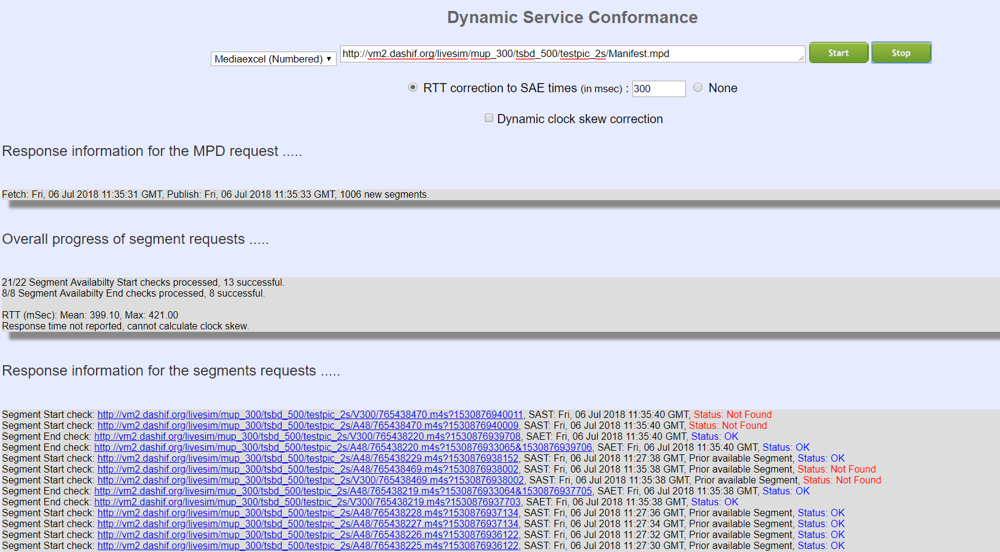 Dynamic Service Conformance
Mediaexcel (Numbered) http://vm2.dashif.org/livesim/mup_300/tsbd_500/testpic_2s/Manifest.mpd Start Stop
RTT correction to SAE times (in msec) : 300 None
Dynamic clock skew correction
Response information for the MPD request .....
Fetch: Fri, 06 Jul 2018 11:35:31 GMT, Publish: Fri, 06 Jul 2018 11:35:33 GMT, 1006 new segments.
Overall progress of segment requests .....
21/22 Segment Availabilty Start checks processed, 13 successful.
8/8 Segment Availabilty End checks processed, 8 successful.
RTT (mSec): Mean: 399.10, Max: 421.00
Response time not reported, cannot calculate clock skew.
Response information for the segments requests .....
Segment Start check: http://vm2.dashif.org/livesim/mup_300/tsbd_500/testpic_2s/V300/765438470.m4s?1530876940011, SAST: Fri, 06 Jul 2018 11:35:40 GMT, Status: Not Found
Segment Start check: http://vm2.dashif.org/livesim/mup_300/tsbd_500/testpic_2s/A48/765438470.m4s?1530876940009, SAST: Fri, 06 Jul 2018 11:35:40 GMT, Status: Not Found
Segment End check: http://vm2.dashif.org/livesim/mup_300/tsbd_500/testpic_2s/V300/765438220.m4s?1530876939708, SAET: Fri, 06 Jul 2018 11:35:40 GMT, Status: OK
Segment End check: http://vm2.dashif.org/livesim/mup_300/tsbd_500/testpic_2s/A48/765438220.m4s?1530876933065&1530876939706, SAET: Fri, 06 Jul 2018 11:35:40 GMT, Status: OK
Segment Start check: http://vm2.dashif.org/livesim/mup_300/tsbd_500/testpic_2s/A48/765438229.m4s?1530876938152, SAST: Fri, 06 Jul 2018 11:27:38 GMT, Prior available Segment, Status: OK
Segment Start check: http://vm2.dashif.org/livesim/mup_300/tsbd_500/testpic_2s/A48/765438469.m4s?1530876938002, SAST: Fri, 06 Jul 2018 11:35:38 GMT, Prior available Segment, Status: Not Found
Segment Start check: http://vm2.dashif.org/livesim/mup_300/tsbd_500/testpic_2s/V300/765438469.m4s?1530876938002, SAST: Fri, 06 Jul 2018 11:35:38 GMT, Prior available Segment, Status: Not Found
Segment End check: http://vm2.dashif.org/livesim/mup_300/tsbd_500/testpic_2s/A48/765438219.m4s?1530876933064&1530876937705, SAET: Fri, 06 Jul 2018 11:35:38 GMT, Status: OK
Segment End check: http://vm2.dashif.org/livesim/mup_300/tsbd_500/testpic_2s/V300/765438219.m4s?1530876937703, SAET: Fri, 06 Jul 2018 11:35:38 GMT, Status: OK
Segment Start check: http://vm2.dashif.org/livesim/mup_300/tsbd_500/testpic_2s/A48/765438228.m4s?1530876937134, SAST: Fri, 06 Jul 2018 11:27:36 GMT, Prior available Segment, Status: OK
Segment Start check: http://vm2.dashif.org/livesim/mup_300/tsbd_500/testpic_2s/A48/765438227.m4s?1530876937134, SAST: Fri, 06 Jul 2018 11:27:34 GMT, Prior available Segment, Status: OK
Segment Start check: http://vm2.dashif.org/livesim/mup_300/tsbd_500/testpic_2s/A48/765438226.m4s?1530876936122, SAST: Fri, 06 Jul 2018 11:27:32 GMT, Prior available Segment, Status: OK
Segment Start check: http://vm2.dashif.org/livesim/mup_300/tsbd_500/testpic_2s/A48/765438225.m4s?1530876936122, SAST: Fri, 06 Jul 2018 11:27:30 GMT, Prior available Segment, Status: OK